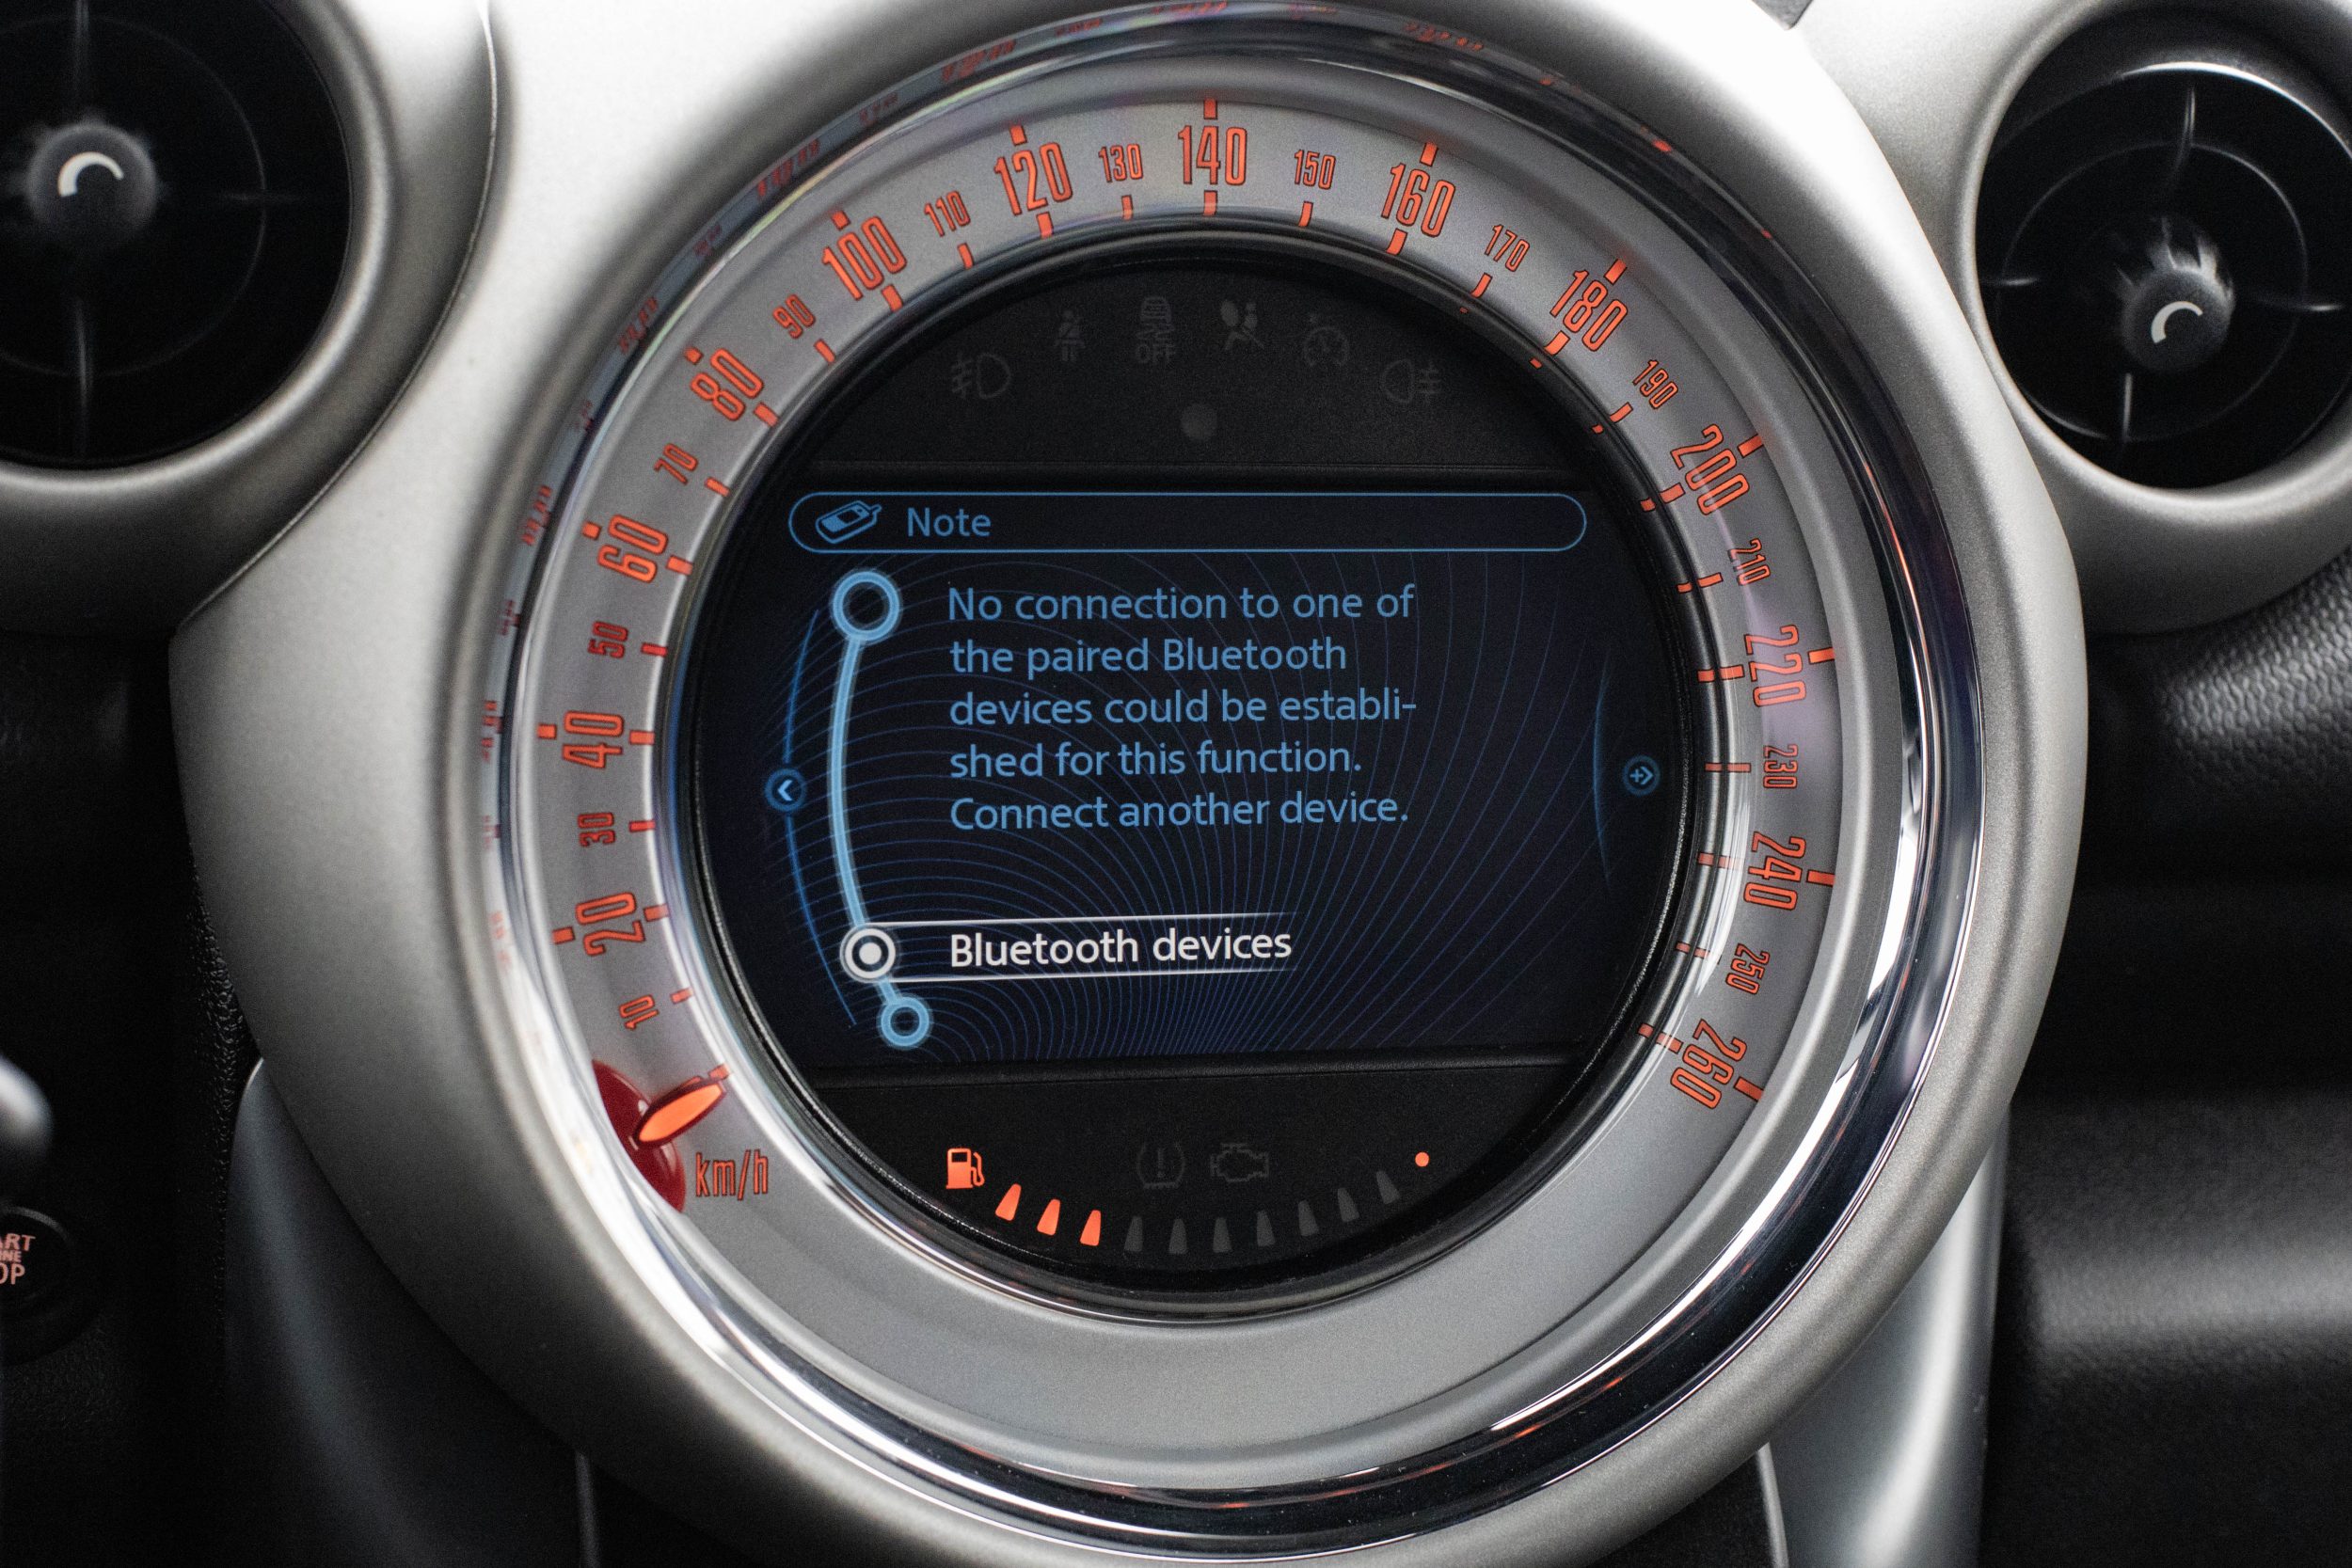 10
20
30
40
50
60
70
80
90
100
110
120
130
140
150
160
170
180
190
200
210
220
230
240
250
260
km/h
OFF
Note
No connection to one of
the paired Bluetooth
devices could be establi-
shed for this function.
Connect another device.
Bluetooth devices